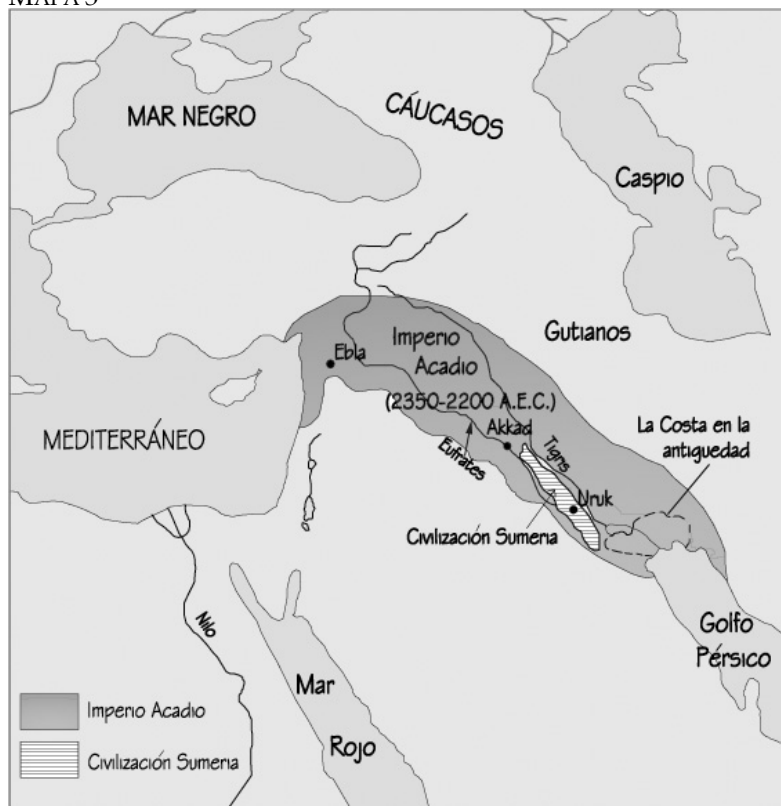 MAPA 3
MAR NEGRO
CÁUCASOS
Caspio
Gutianos
Imperio
Acadio
(2350-2200 A.E.C.)
Ebla
Akkad
Tigris
Eufrates
La Costa en la
antiguedad
MEDITERRÁNEO
Uruk
Civilización Sumeria
Nilo
Golfo
Pérsico
Mar
Rojo
Imperio Acadio
Civilización Sumeria